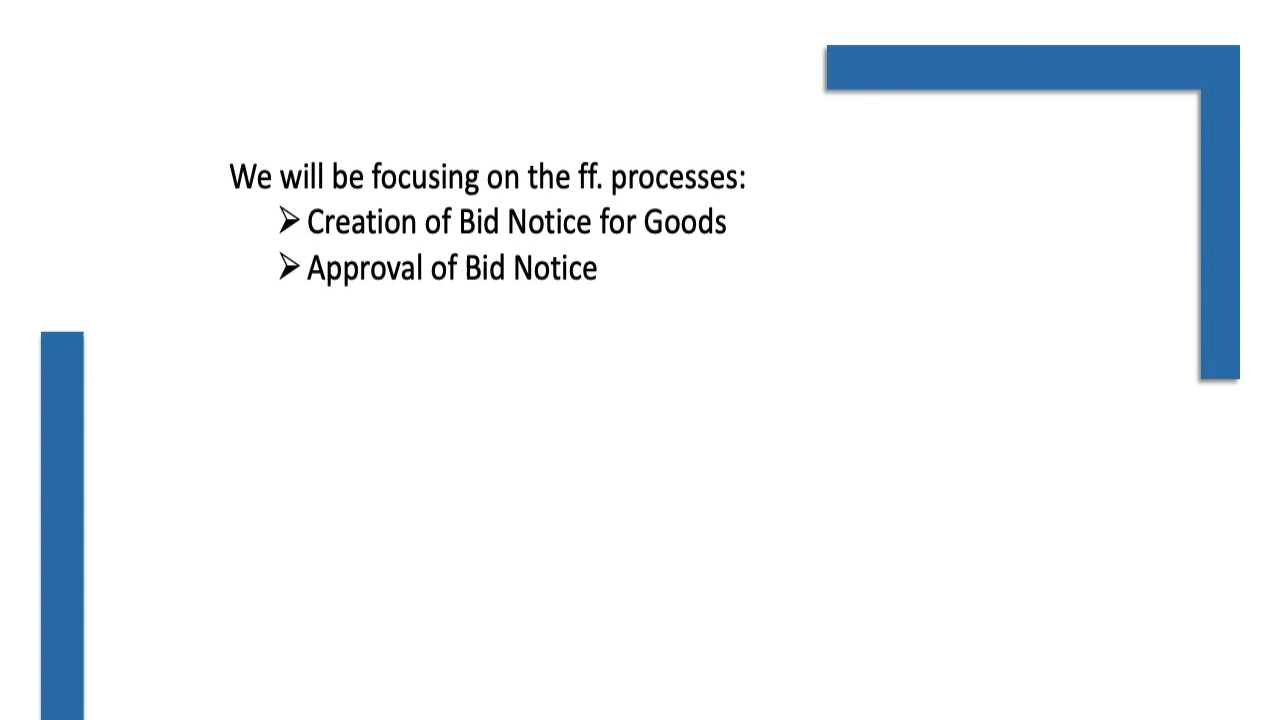 We will be focusing on the ff. processes:
➢ Creation of Bid Notice for Goods
➢ Approval of Bid Notice